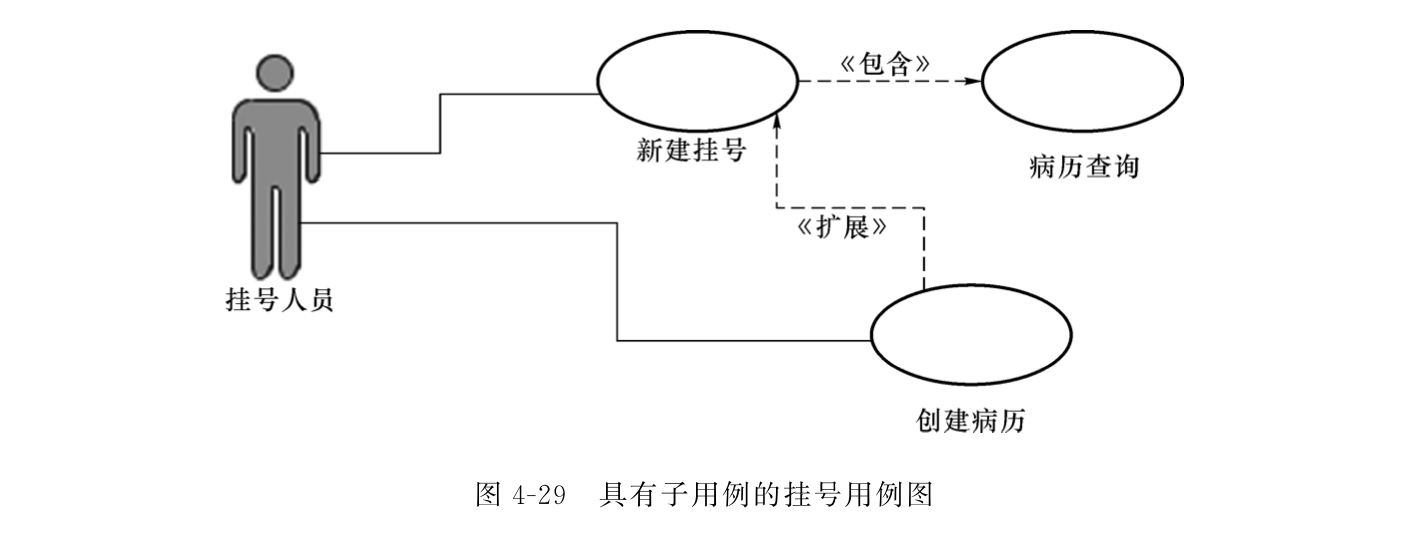 《包含》
新建挂号
病历查询
《扩展》
挂号人员
创建病历
图 4-29 具有子用例的挂号用例图